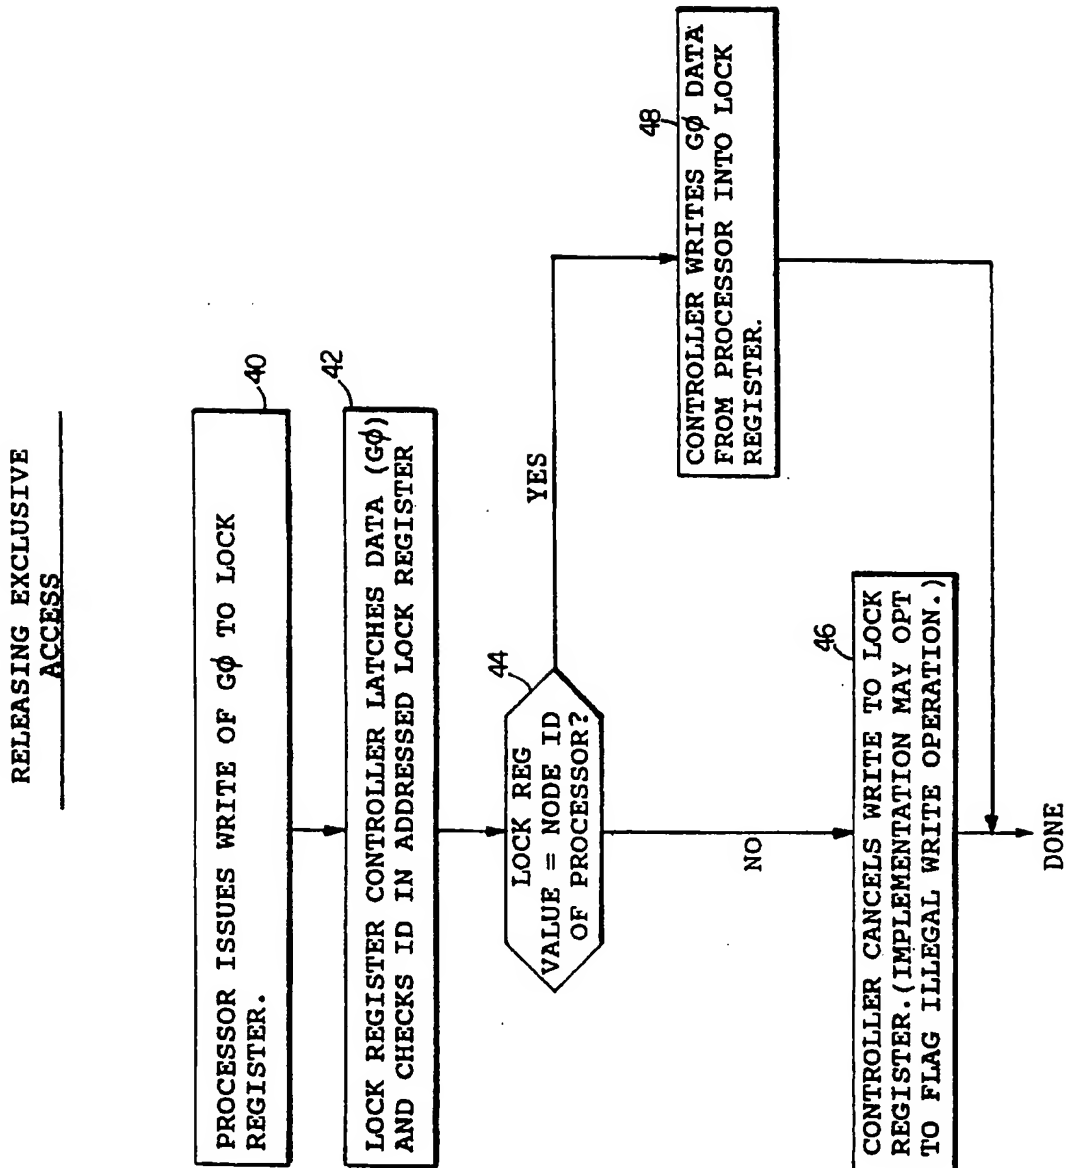 RELEASING EXCLUSIVE
ACCESS
40
PROCESSOR ISSUES WRITE OF Gϕ TO LOCK
REGISTER.
42
LOCK REGISTER CONTROLLER LATCHES DATA (Gϕ)
AND CHECKS ID IN ADDRESSED LOCK REGISTER
44
LOCK REG
VALUE = NODE ID
OF PROCESSOR?
YES
NO
48
CONTROLLER WRITES Gϕ DATA
FROM PROCESSOR INTO LOCK
REGISTER.
46
CONTROLLER CANCELS WRITE TO LOCK
REGISTER.(IMPLEMENTATION MAY OPT
TO FLAG ILLEGAL WRITE OPERATION.)
DONE